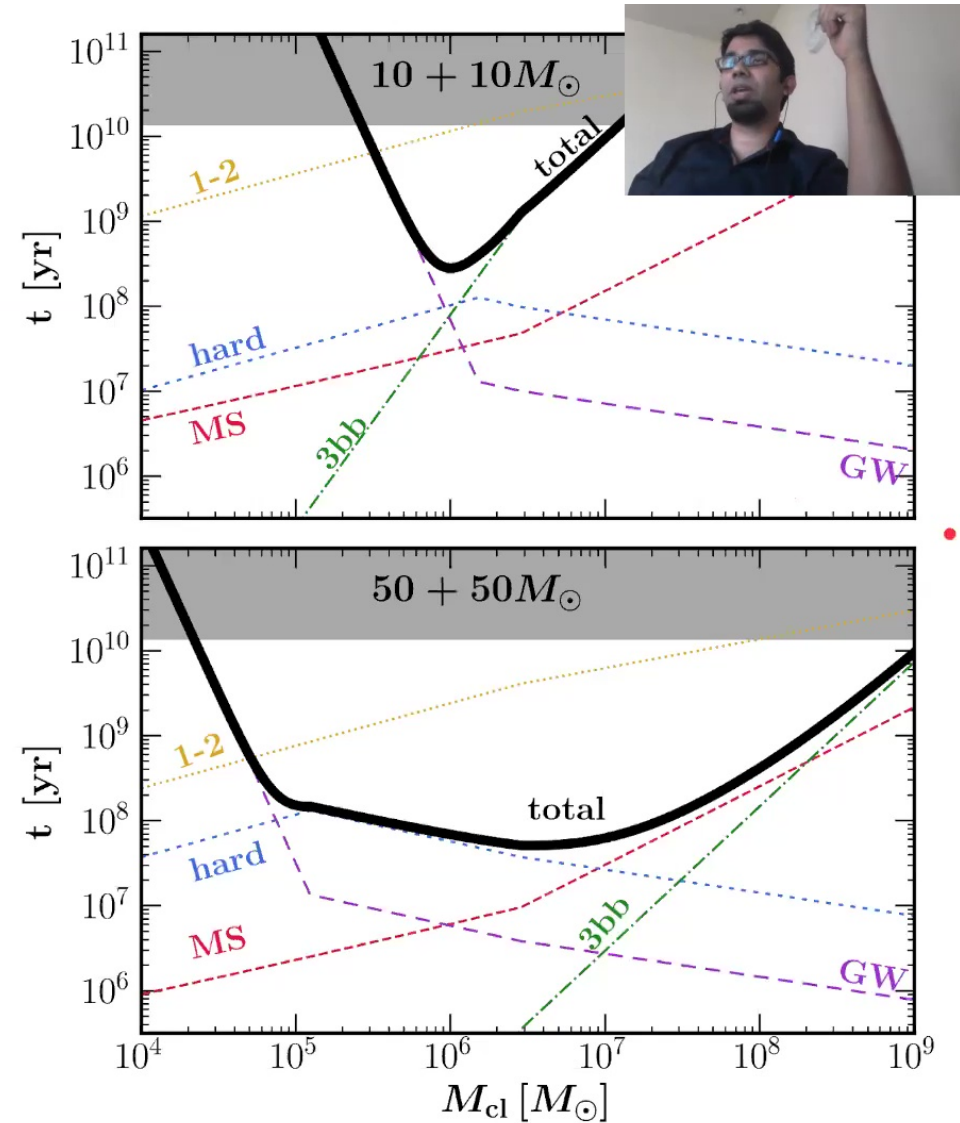 10¹¹
10 + 10M⊙
10¹⁰
total
1-2
10⁹
t [yr]
10⁸
hard
10⁷
MS
3bb
10⁶
GW
10¹¹
50 + 50M⊙
10¹⁰
10⁹
1-2
t [yr]
total
10⁸
hard
10⁷
3bb
MS
GW
10⁶
10⁴ 10⁵ 10⁶ 10⁷ 10⁸ 10⁹
M_cl [M⊙]